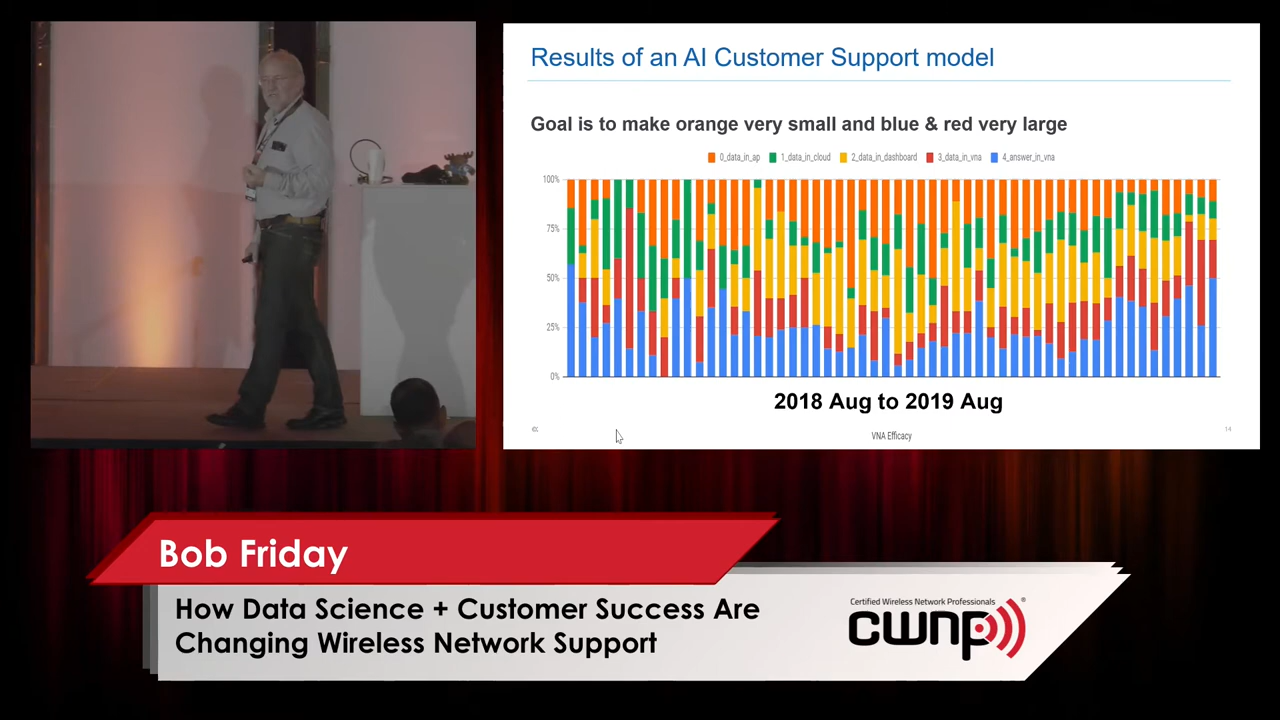 Results of an AI Customer Support model
Goal is to make orange very small and blue & red very large
0_data_in_ap 1_data_in_cloud 2_data_in_dashboard 3_data_in_vna 4_answer_in_vna
100%
75%
50%
25%
0%
2018 Aug to 2019 Aug
VNA Efficacy
14
Bob Friday
How Data Science + Customer Success Are
Changing Wireless Network Support
Certified Wireless Network Professionals
cwnp